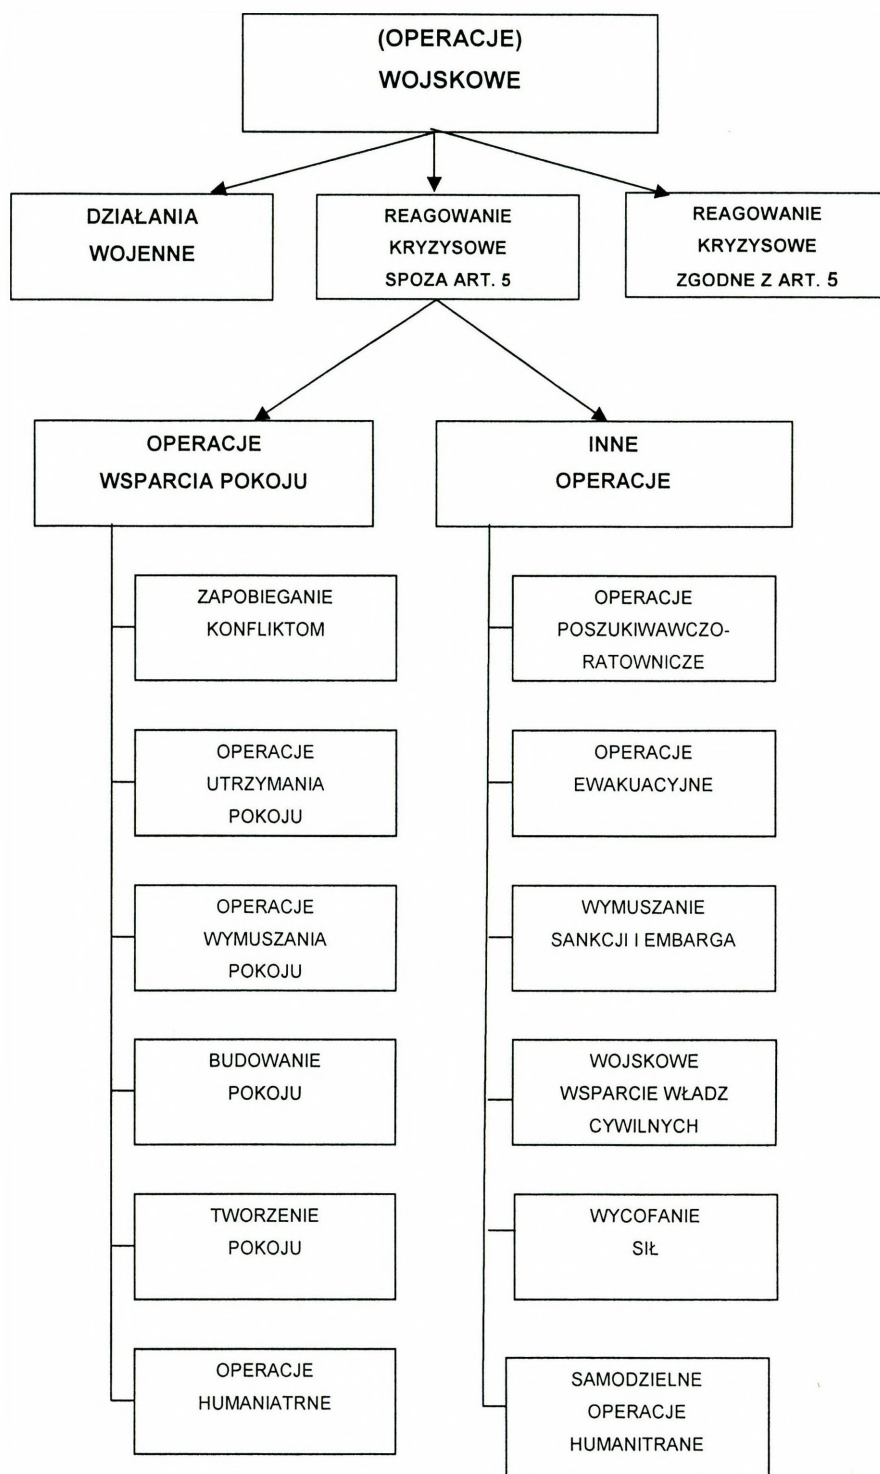 (OPERACJE)
WOJSKOWE
DZIAŁANIA
WOJENNE
REAGOWANIE
KRYZYSOWE
SPOZA ART. 5
REAGOWANIE
KRYZYSOWE
ZGODNE Z ART. 5
OPERACJE
WSPARCIA POKOJU
INNE
OPERACJE
ZAPOBIEGANIE
KONFLIKTOM
OPERACJE
UTRZYMANIA
POKOJU
OPERACJE
WYMUSZANIA
POKOJU
BUDOWANIE
POKOJU
TWORZENIE
POKOJU
OPERACJE
HUMANIATRNE
OPERACJE
POSZUKIWAWCZO-
RATOWNICZE
OPERACJE
EWAKUACYJNE
WYMUSZANIE
SANKCJI I EMBARGA
WOJSKOWE
WSPARCIE WŁADZ
CYWILNYCH
WYCOFANIE
SIŁ
SAMODZIELNE
OPERACJE
HUMANITRANE